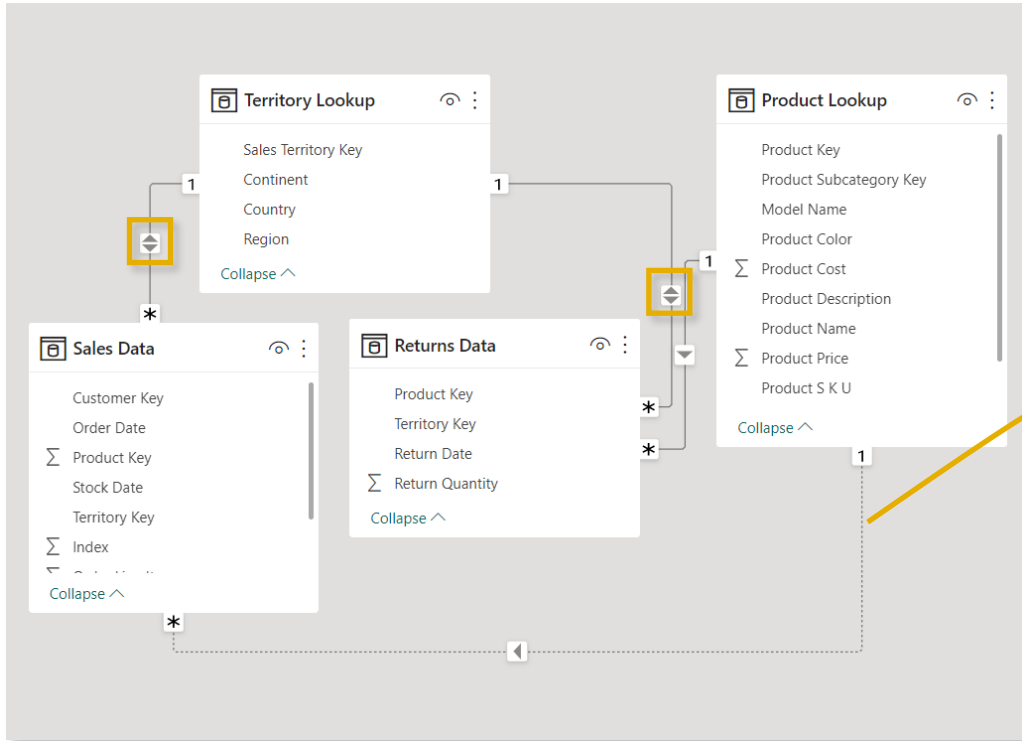 Territory Lookup
Sales Territory Key
Continent
Country
Region
Collapse
1
1
*
*
*
Product Lookup
Product Key
Product Subcategory Key
Model Name
Product Color
Σ Product Cost
Product Description
Product Name
Σ Product Price
Product S K U
Collapse
1
1
Sales Data
Customer Key
Order Date
Σ Product Key
Stock Date
Territory Key
Σ Index
Collapse
*
Returns Data
Product Key
Territory Key
Return Date
Σ Return Quantity
Collapse